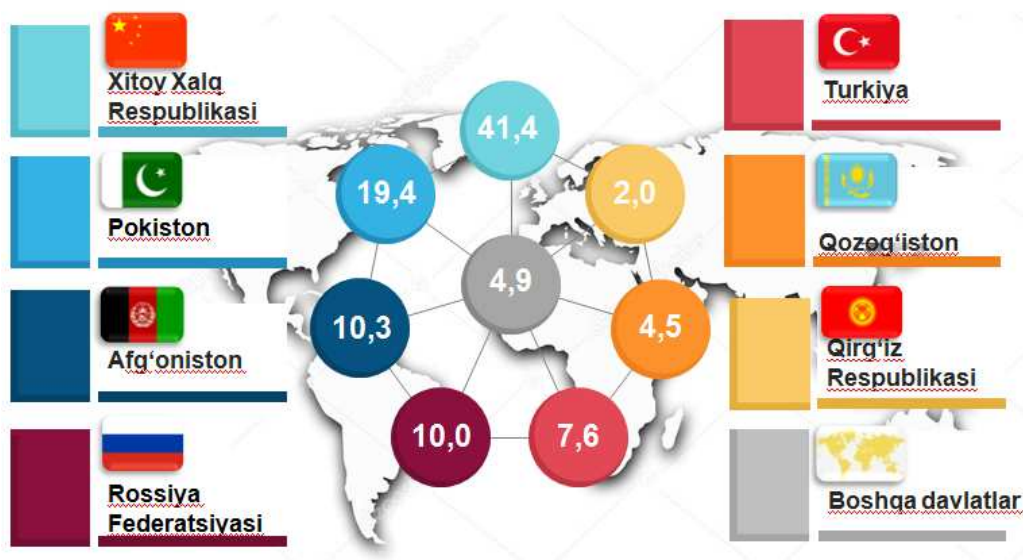 Xitoy Xalq
Respublikasi
Pokiston
Afg‘oniston
Rossiya
Federatsiyasi
41,4
19,4
2,0
4,9
10,3
4,5
10,0
7,6
Turkiya
Qozog‘iston
Qirg‘iz
Respublikasi
Boshqa davlatlar